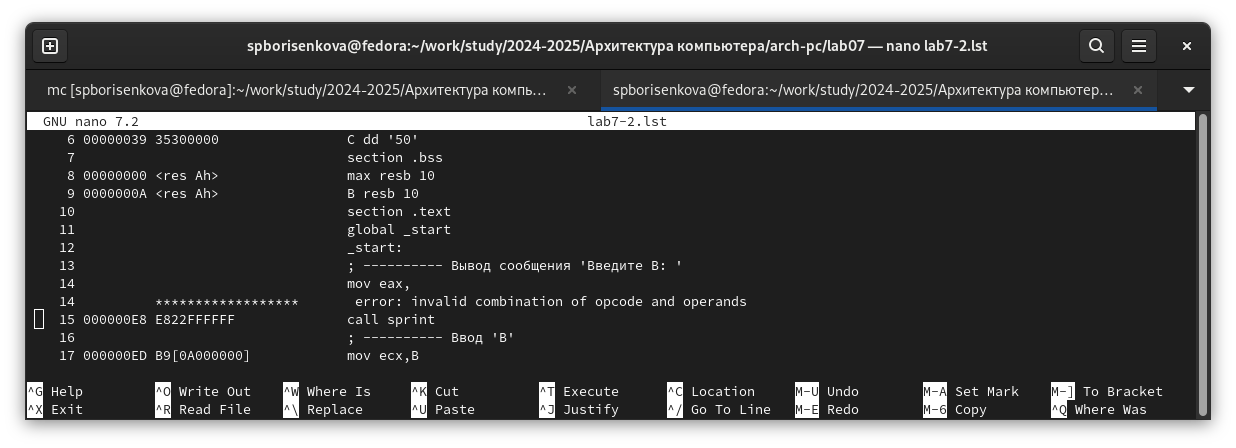 spborisenkova@fedora:~/work/study/2024-2025/Архитектура компьютера/arch-pc/lab07 — nano lab7-2.lst
mc [spborisenkova@fedora]:~/work/study/2024-2025/Архитектура компь…
spborisenkova@fedora:~/work/study/2024-2025/Архитектура компьютер…
GNU nano 7.2 lab7-2.lst
6 00000039 35300000 C dd '50'
7 section .bss
8 00000000 <res Ah> max resb 10
9 0000000A <res Ah> B resb 10
10 section .text
11 global _start
12 _start:
13 ; ---------- Вывод сообщения 'Введите B: '
14 mov eax,
14 ****************** error: invalid combination of opcode and operands
15 000000E8 E822FFFFFF call sprint
16 ; ---------- Ввод 'B'
17 000000ED B9[0A000000] mov ecx,B
^G Help ^O Write Out ^W Where Is ^K Cut ^T Execute ^C Location M-U Undo M-A Set Mark M-] To Bracket
^X Exit ^R Read File ^\ Replace ^U Paste ^J Justify ^/ Go To Line M-E Redo M-6 Copy ^Q Where Was